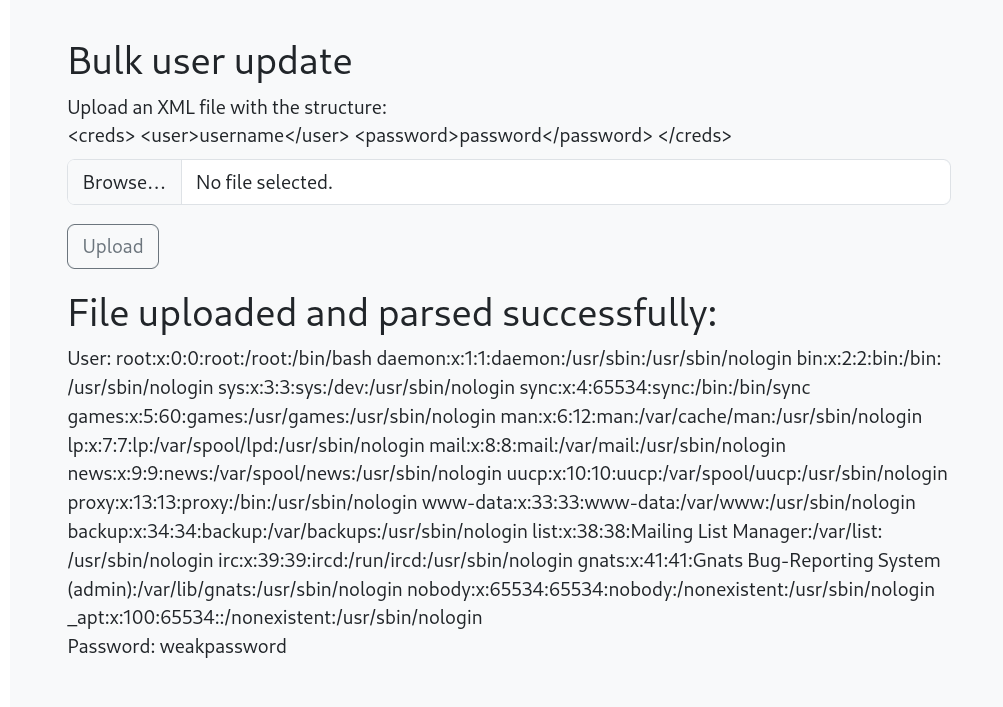 Bulk user update
Upload an XML file with the structure:
<creds> <user>username</user> <password>password</password> </creds>
Browse... No file selected.
Upload
File uploaded and parsed successfully:
User: root:x:0:0:root:/root:/bin/bash daemon:x:1:1:daemon:/usr/sbin:/usr/sbin/nologin bin:x:2:2:bin:/bin:
/usr/sbin/nologin sys:x:3:3:sys:/dev:/usr/sbin/nologin sync:x:4:65534:sync:/bin:/bin/sync
games:x:5:60:games:/usr/games:/usr/sbin/nologin man:x:6:12:man:/var/cache/man:/usr/sbin/nologin
lp:x:7:7:lp:/var/spool/lpd:/usr/sbin/nologin mail:x:8:8:mail:/var/mail:/usr/sbin/nologin
news:x:9:9:news:/var/spool/news:/usr/sbin/nologin uucp:x:10:10:uucp:/var/spool/uucp:/usr/sbin/nologin
proxy:x:13:13:proxy:/bin:/usr/sbin/nologin www-data:x:33:33:www-data:/var/www:/usr/sbin/nologin
backup:x:34:34:backup:/var/backups:/usr/sbin/nologin list:x:38:38:Mailing List Manager:/var/list:
/usr/sbin/nologin irc:x:39:39:ircd:/run/ircd:/usr/sbin/nologin gnats:x:41:41:Gnats Bug-Reporting System
(admin):/var/lib/gnats:/usr/sbin/nologin nobody:x:65534:65534:nobody:/nonexistent:/usr/sbin/nologin
_apt:x:100:65534::/nonexistent:/usr/sbin/nologin
Password: weakpassword